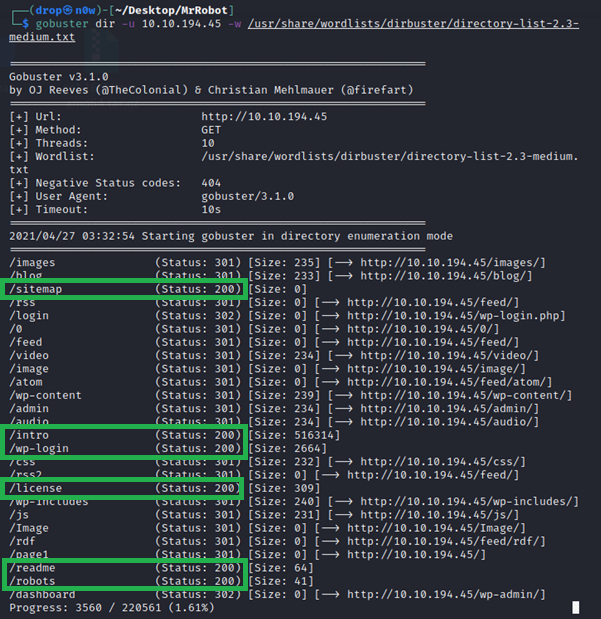 (drop㉿n0w)-[~/Desktop/MrRobot]
$ gobuster dir -u 10.10.194.45 -w /usr/share/wordlists/dirbuster/directory-list-2.3-
medium.txt
===============================================================
Gobuster v3.1.0
by OJ Reeves (@TheColonial) & Christian Mehlmauer (@firefart)
===============================================================
[+] Url:                     http://10.10.194.45
[+] Method:                  GET
[+] Threads:                 10
[+] Wordlist:                /usr/share/wordlists/dirbuster/directory-list-2.3-medium.
txt
[+] Negative Status codes:   404
[+] User Agent:              gobuster/3.1.0
[+] Timeout:                 10s
===============================================================
2021/04/27 03:32:54 Starting gobuster in directory enumeration mode
===============================================================
/images               (Status: 301) [Size: 235] [--> http://10.10.194.45/images/]
/blog                 (Status: 301) [Size: 233] [--> http://10.10.194.45/blog/]
/sitemap              (Status: 200) [Size: 0]
/rss                  (Status: 301) [Size: 0] [--> http://10.10.194.45/feed/]
/login                (Status: 302) [Size: 0] [--> http://10.10.194.45/wp-login.php]
/0                    (Status: 301) [Size: 0] [--> http://10.10.194.45/0/]
/feed                 (Status: 301) [Size: 0] [--> http://10.10.194.45/feed/]
/video                (Status: 301) [Size: 234] [--> http://10.10.194.45/video/]
/image                (Status: 301) [Size: 0] [--> http://10.10.194.45/image/]
/atom                 (Status: 301) [Size: 0] [--> http://10.10.194.45/feed/atom/]
/wp-content           (Status: 301) [Size: 239] [--> http://10.10.194.45/wp-content/]
/admin                (Status: 301) [Size: 234] [--> http://10.10.194.45/admin/]
/audio                (Status: 301) [Size: 234] [--> http://10.10.194.45/audio/]
/intro                (Status: 200) [Size: 516314]
/wp-login             (Status: 200) [Size: 2664]
/css                  (Status: 301) [Size: 232] [--> http://10.10.194.45/css/]
/rss2                 (Status: 301) [Size: 0] [--> http://10.10.194.45/feed/]
/license              (Status: 200) [Size: 309]
/wp-includes          (Status: 301) [Size: 240] [--> http://10.10.194.45/wp-includes/]
/js                   (Status: 301) [Size: 231] [--> http://10.10.194.45/js/]
/Image                (Status: 301) [Size: 0] [--> http://10.10.194.45/Image/]
/rdf                  (Status: 301) [Size: 0] [--> http://10.10.194.45/feed/rdf/]
/page1                (Status: 301) [Size: 0] [--> http://10.10.194.45/]
/readme               (Status: 200) [Size: 64]
/robots               (Status: 200) [Size: 41]
/dashboard            (Status: 302) [Size: 0] [--> http://10.10.194.45/wp-admin/]
Progress: 3560 / 220561 (1.61%)